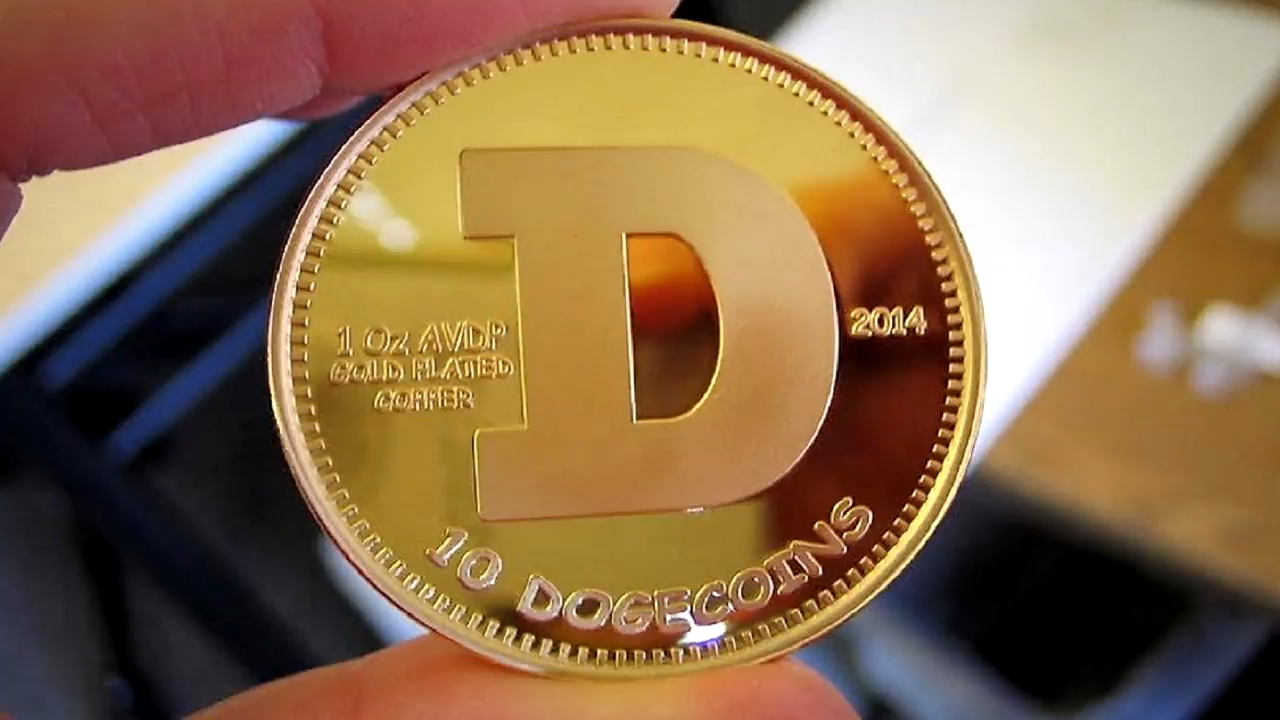 D
1 Oz AVDP
GOLD PLATED
COPPER
2014
10 DOGECOINS